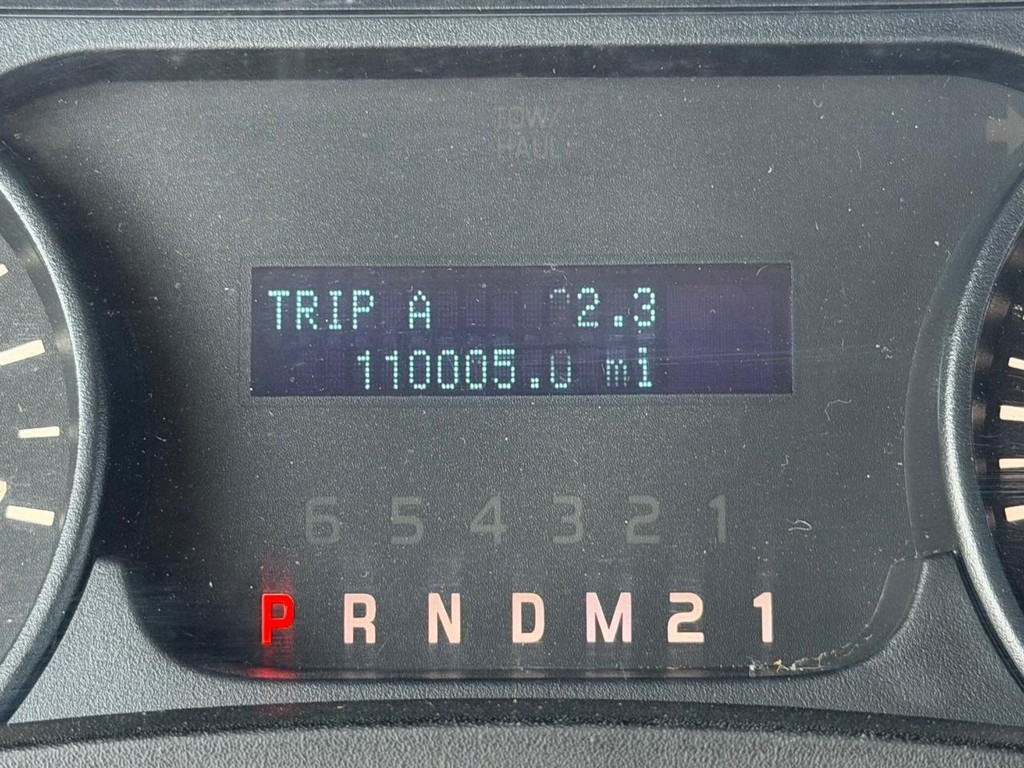 TOW/
HAUL
TRIP A 2.3
110005.0 mi
6 5 4 3 2 1
P R N D M 2 1